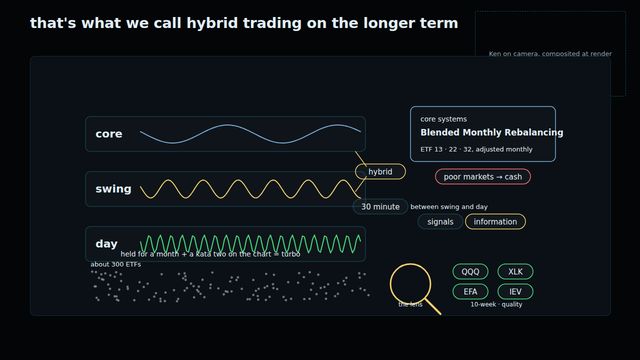 that's what we call hybrid trading on the longer term
Ken on camera, composited at render
core
core systems
Blended Monthly Rebalancing
ETF 13 · 22 · 32, adjusted monthly
hybrid
poor markets → cash
swing
30 minute
between swing and day
signals
information
day
held for a month + a kata two on the chart = turbo
about 300 ETFs
QQQ
XLK
EFA
IEV
the lens
10-week · quality